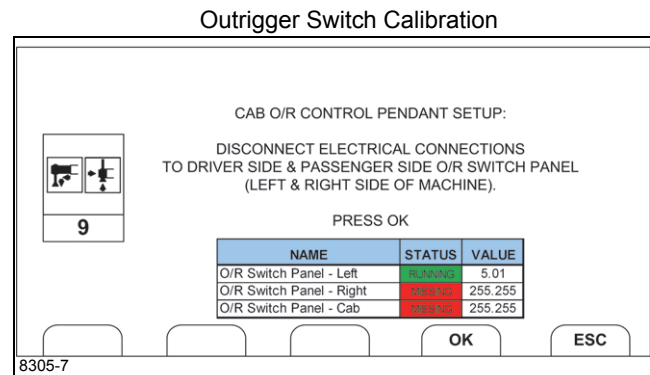 Outrigger Switch Calibration
CAB O/R CONTROL PENDANT SETUP:
DISCONNECT ELECTRICAL CONNECTIONS
TO DRIVER SIDE & PASSENGER SIDE O/R SWITCH PANEL
(LEFT & RIGHT SIDE OF MACHINE).
9
PRESS OK
NAME STATUS VALUE
O/R Switch Panel - Left RUNNING 5.01
O/R Switch Panel - Right MISSING 255.255
O/R Switch Panel - Cab MISSING 255.255
OK ESC
8305-7